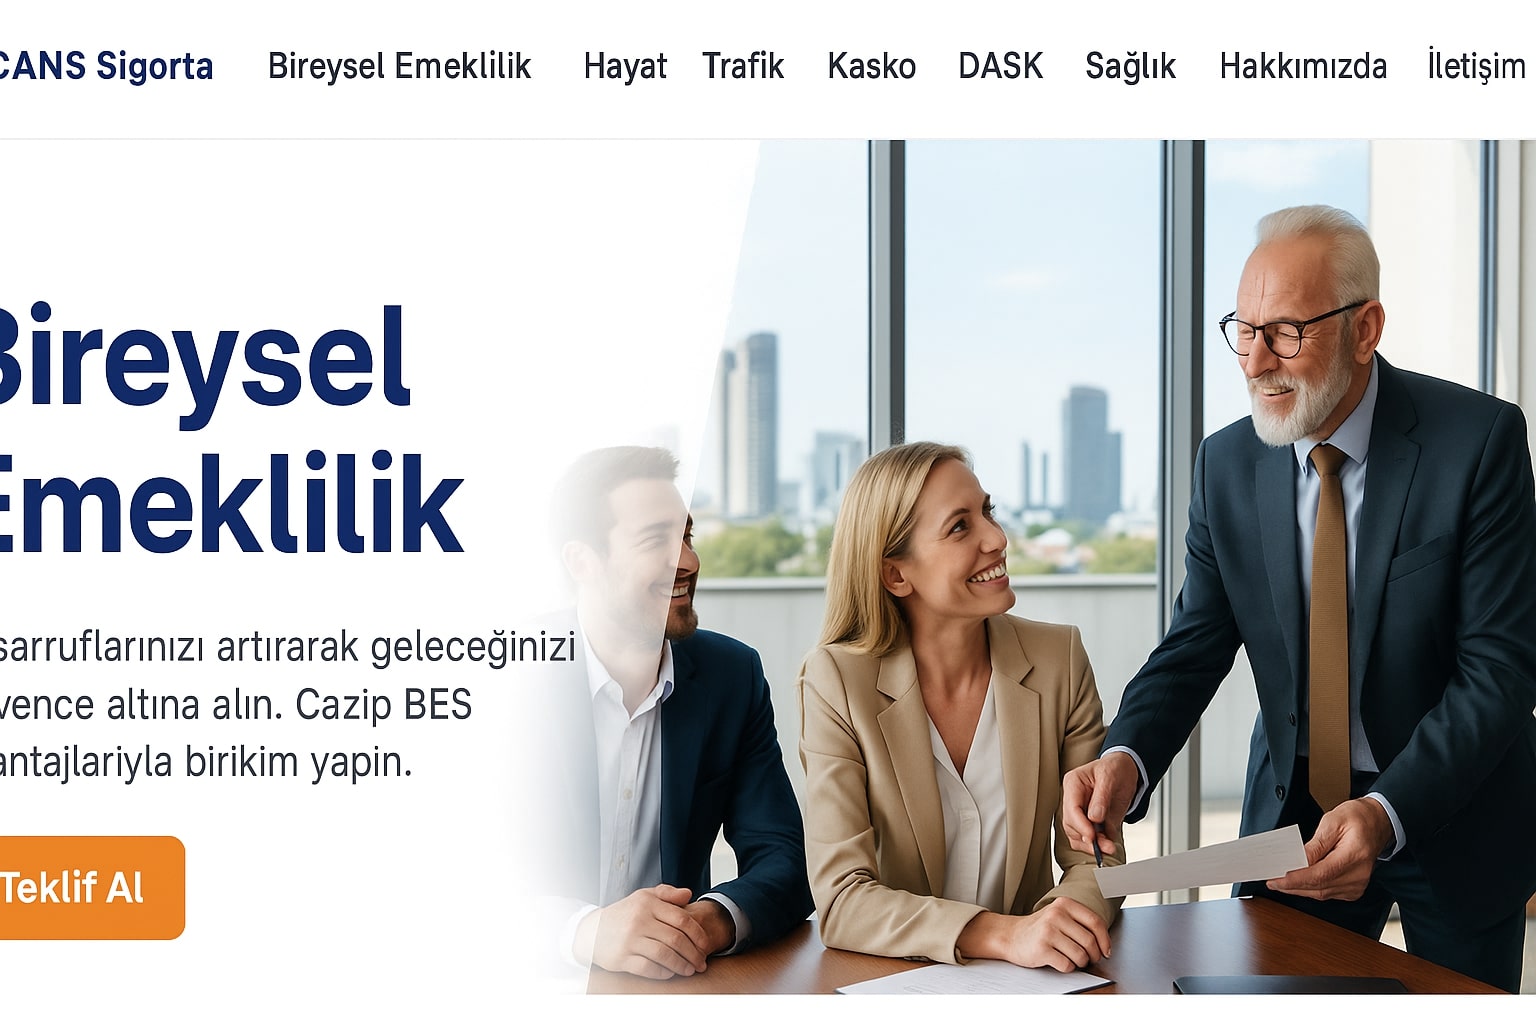 CANS Sigorta Bireysel Emeklilik Hayat Trafik Kasko DASK Sağlık Hakkımızda İletişim
Bireysel
Emeklilik
sarruflarınızı artırarak geleceğinizi
vence altına alın. Cazip BES
antajlariyla birikim yapin.
Teklif Al